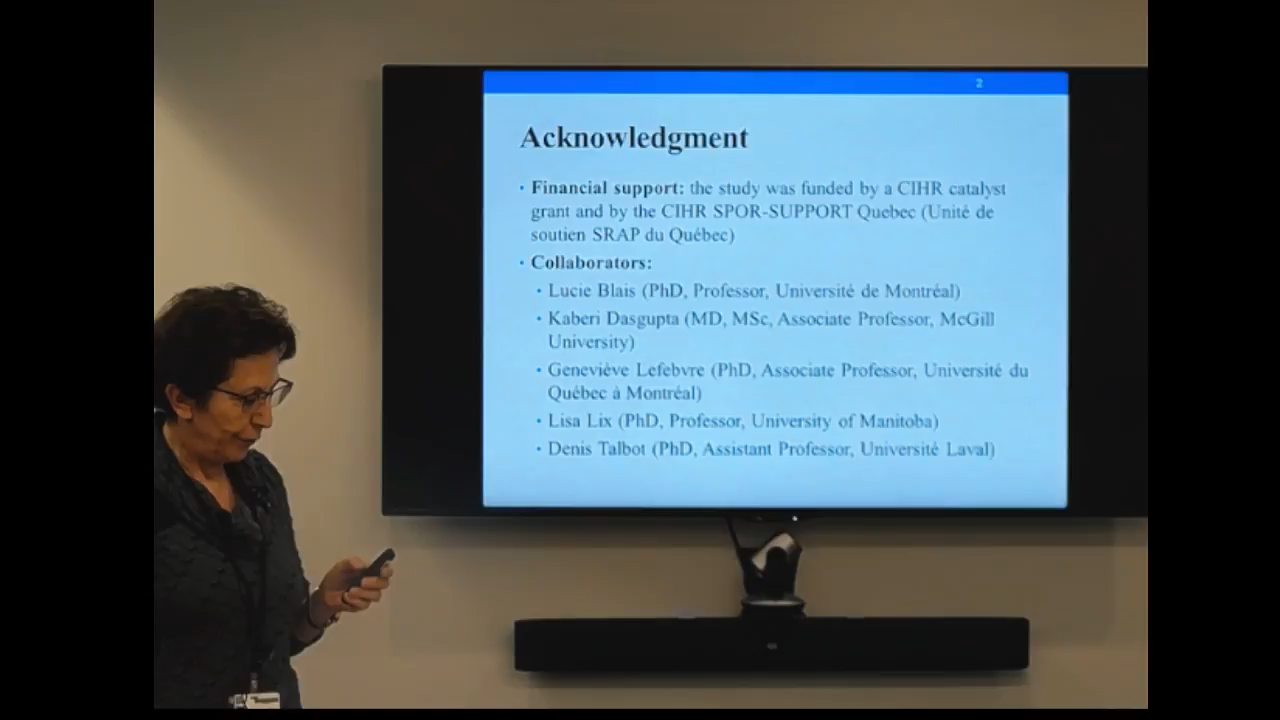 2
Acknowledgment
• Financial support: the study was funded by a CIHR catalyst
grant and by the CIHR SPOR-SUPPORT Quebec (Unité de
soutien SRAP du Québec)
• Collaborators:
• Lucie Blais (PhD, Professor, Université de Montréal)
• Kaberi Dasgupta (MD, MSc, Associate Professor, McGill
University)
• Geneviève Lefebvre (PhD, Associate Professor, Université du
Québec à Montréal)
• Lisa Lix (PhD, Professor, University of Manitoba)
• Denis Talbot (PhD, Assistant Professor, Université Laval)